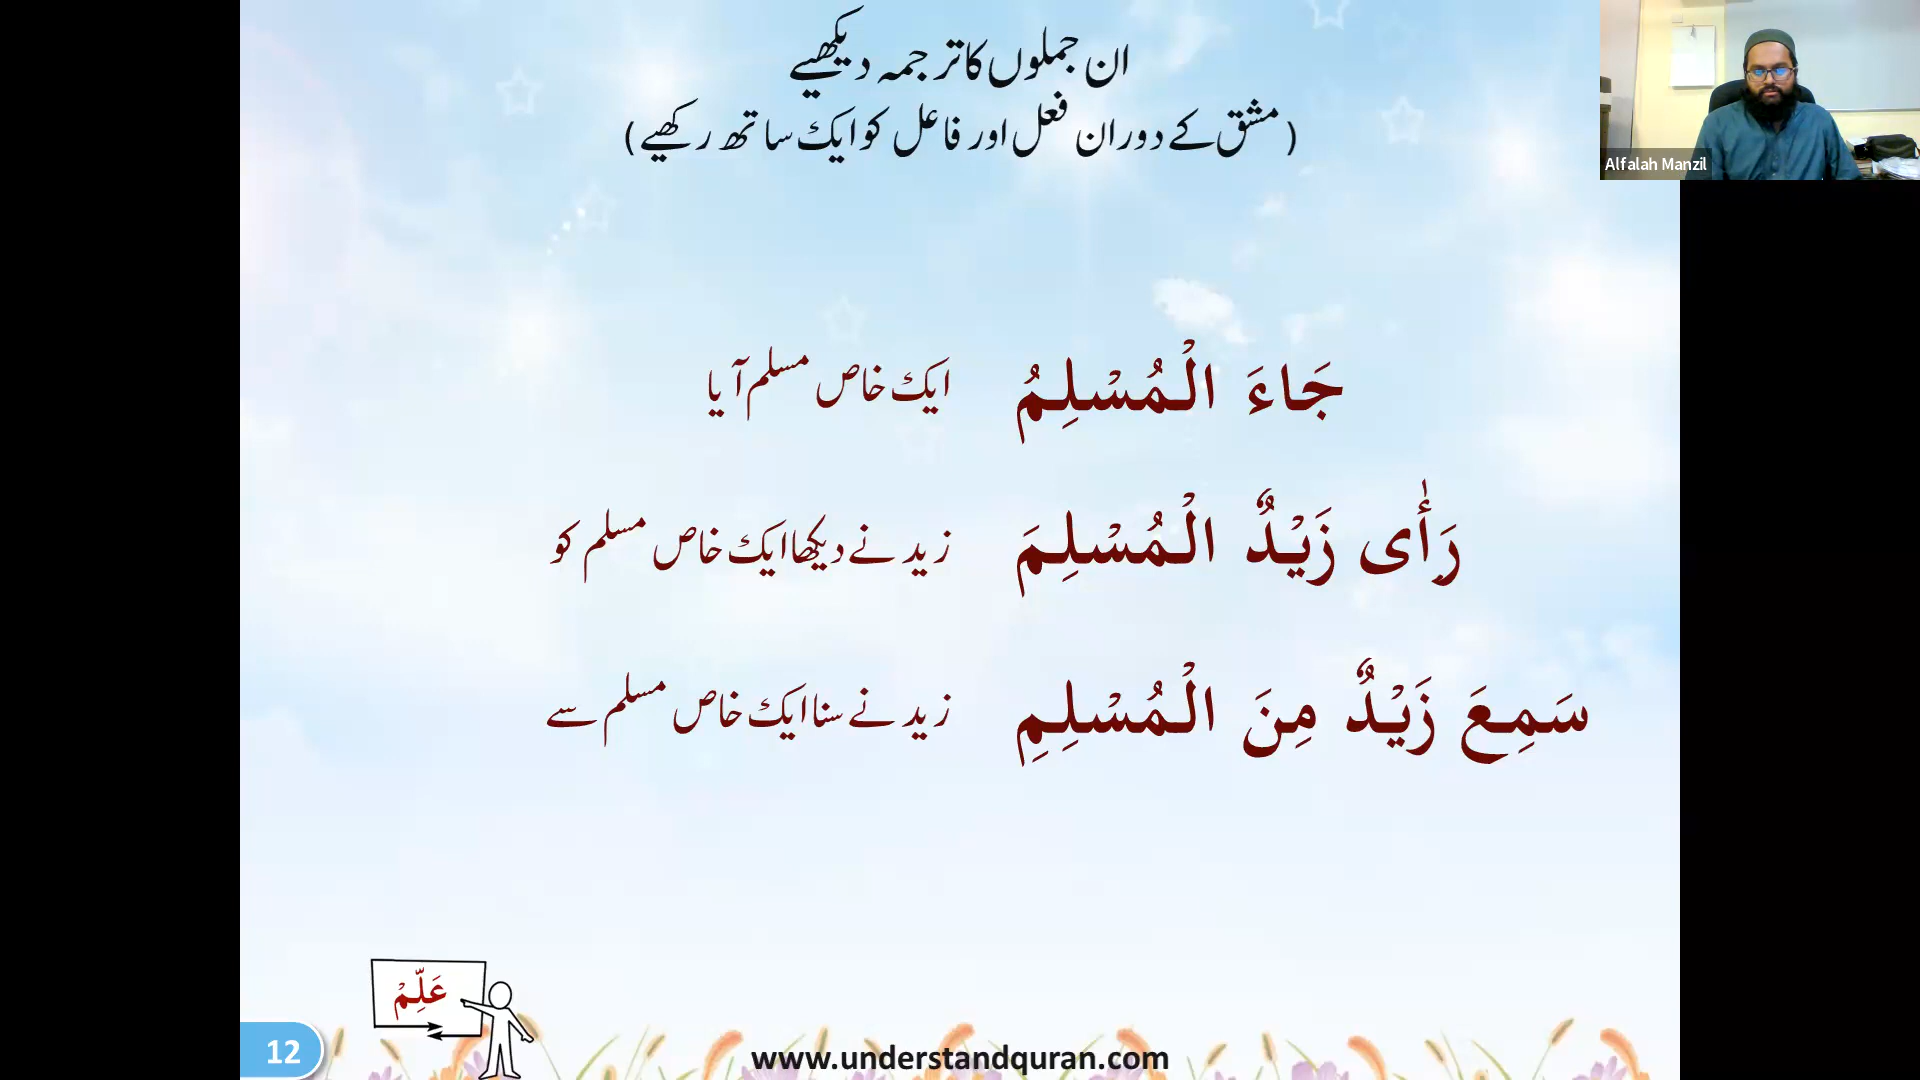 ان جملوں کا ترجمہ دیکھیے
(مشق کے دوران فعل اور فاعل کو ایک ساتھ رکھیے)
Alfalah Manzil
جَاءَ الْمُسْلِمُ ایک خاص مسلم آیا
رَأٰى زَيْدٌ الْمُسْلِمَ زید نے دیکھا ایک خاص مسلم کو
سَمِعَ زَيْدٌ مِنَ الْمُسْلِمِ زید نے سنا ایک خاص مسلم سے
عَلِّمْ
12
www.understandquran.com